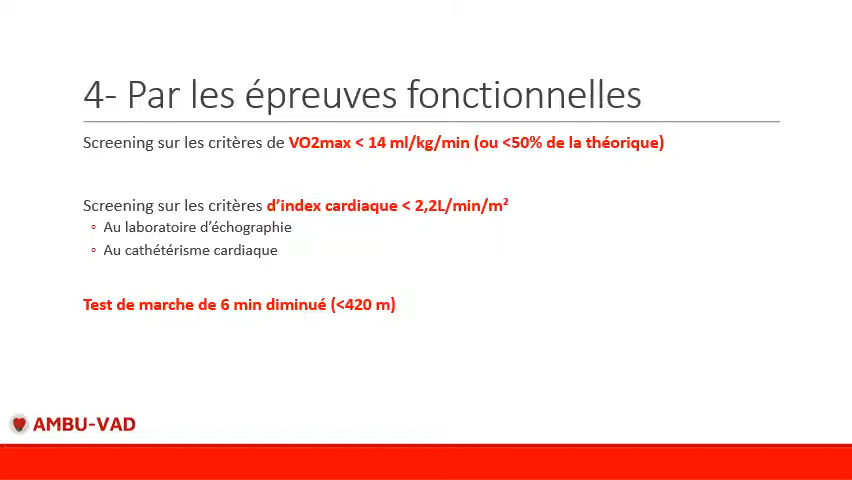 4- Par les épreuves fonctionnelles
Screening sur les critères de VO2max < 14 ml/kg/min (ou <50% de la théorique)
Screening sur les critères d’index cardiaque < 2,2L/min/m²
◦ Au laboratoire d’échographie
◦ Au cathétérisme cardiaque
Test de marche de 6 min diminué (<420 m)
AMBU-VAD